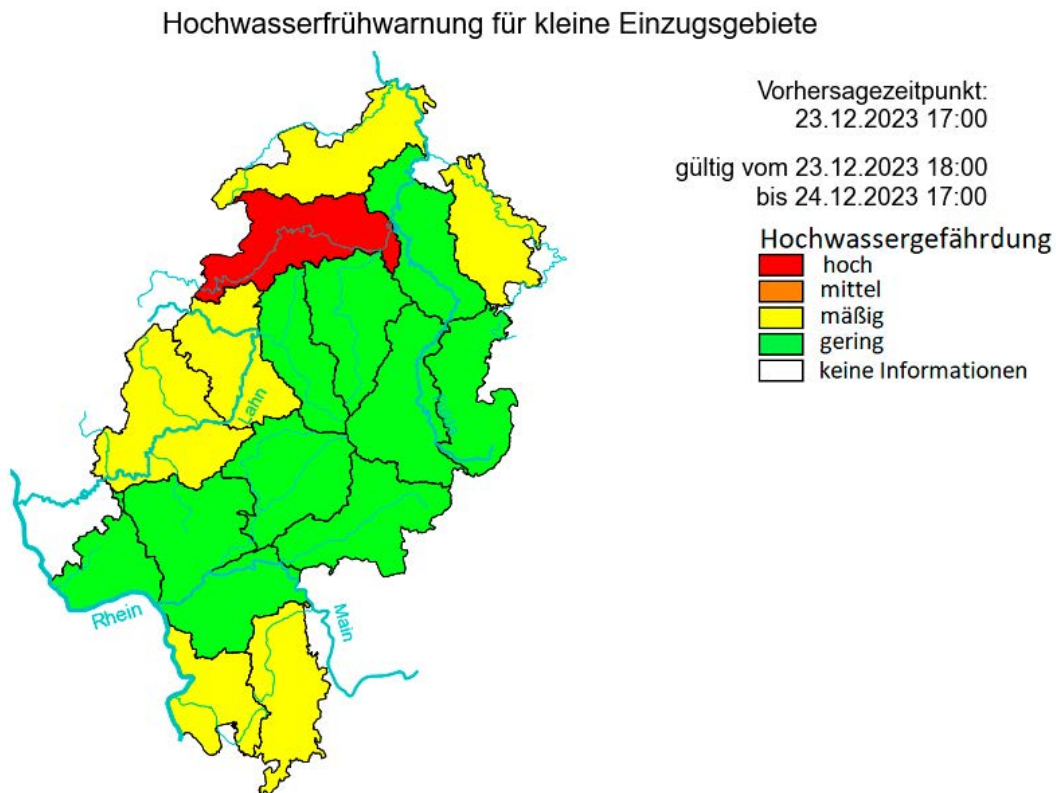 Hochwasserfrühwarnung für kleine Einzugsgebiete
Vorhersagezeitpunkt:
23.12.2023 17:00
gültig vom 23.12.2023 18:00
bis 24.12.2023 17:00
Hochwassergefährdung
hoch
mittel
mäßig
gering
keine Informationen
Lahn
Rhein
Main